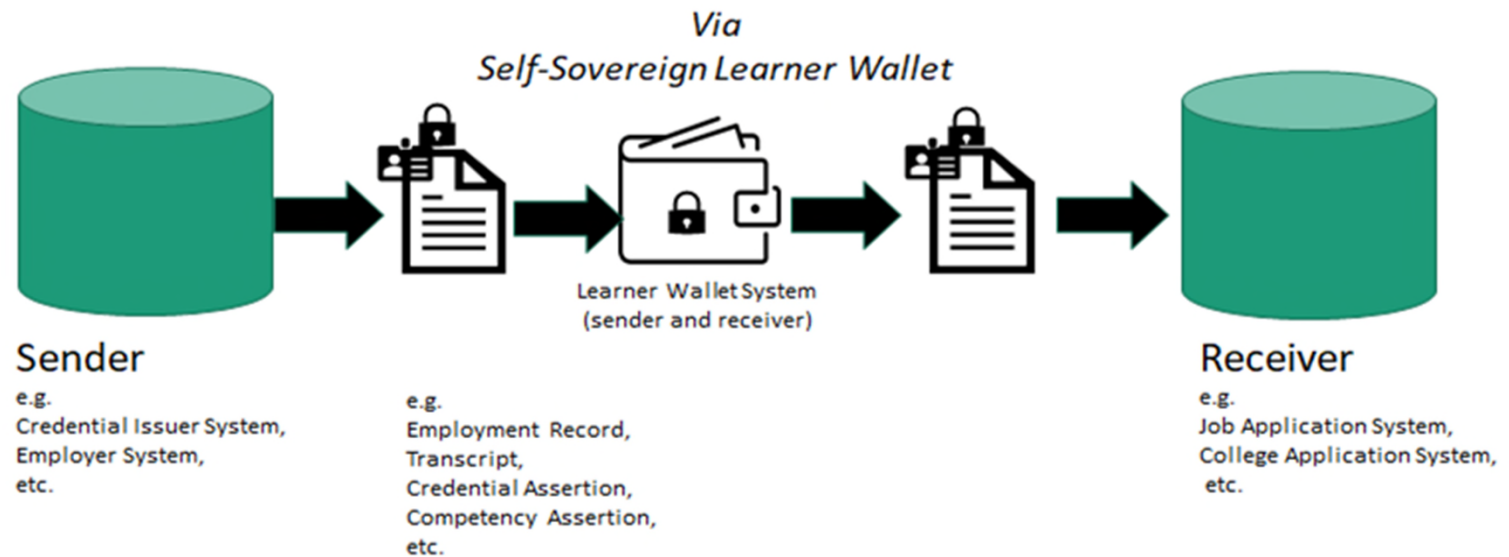 Via
Self-Sovereign Learner Wallet
Learner Wallet System
(sender and receiver)
Sender
e.g.
Credential Issuer System,
Employer System,
etc.
e.g.
Employment Record,
Transcript,
Credential Assertion,
Competency Assertion,
etc.
Receiver
e.g.
Job Application System,
College Application System,
etc.